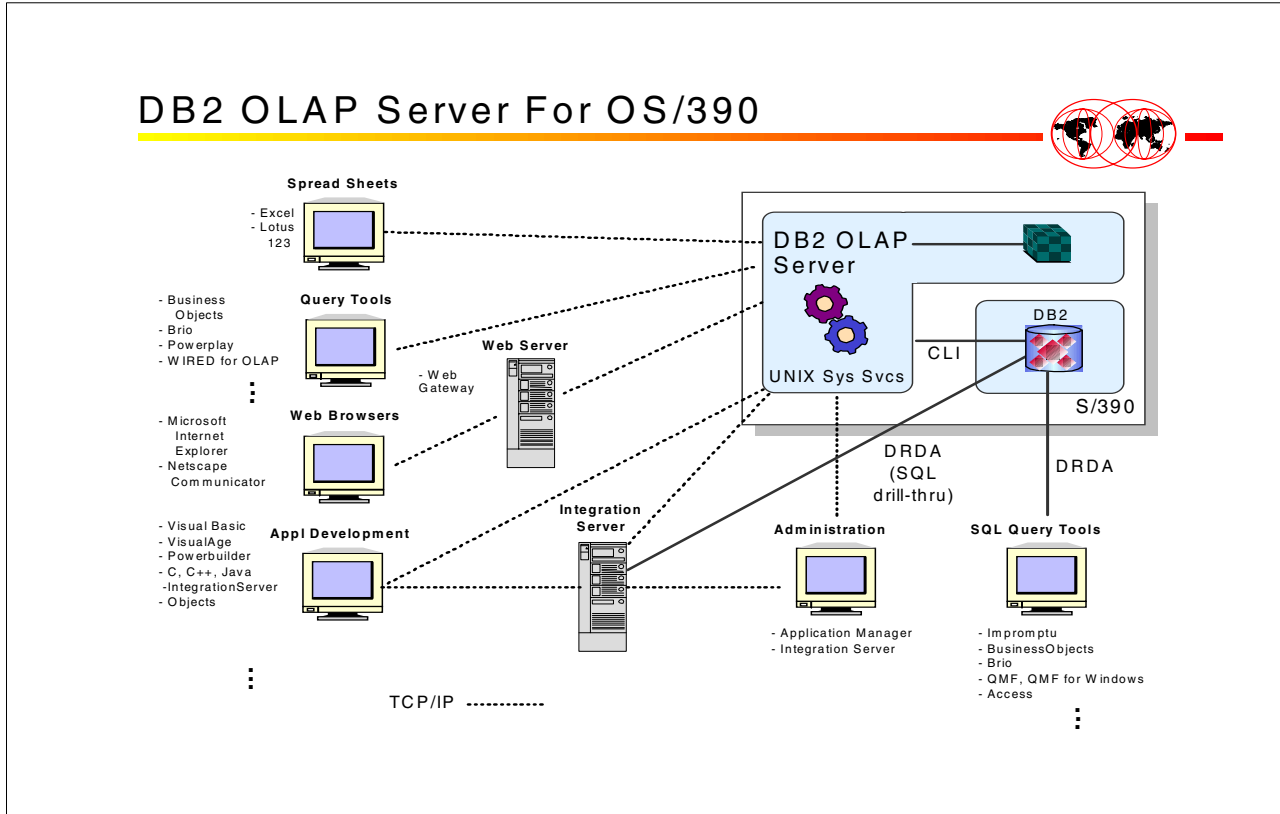 DB2 OLAP Server For OS/390
Spread Sheets
- Excel
- Lotus
123
Query Tools
- Business
Objects
- Brio
- Powerplay
- WIRED for OLAP
Web Server
- Web
Gateway
Web Browsers
- Microsoft
Internet
Explorer
- Netscape
Communicator
Appl Development
- Visual Basic
- VisualAge
- Powerbuilder
- C, C++, Java
-IntegrationServer
- Objects
Integration
Server
DB2 OLAP
Server
UNIX Sys Svcs
CLI
DB2
S/390
DRDA
(SQL
drill-thru)
DRDA
Administration
- Application Manager
- Integration Server
SQL Query Tools
- Impromptu
- BusinessObjects
- Brio
- QMF, QMF for Windows
- Access
TCP/IP